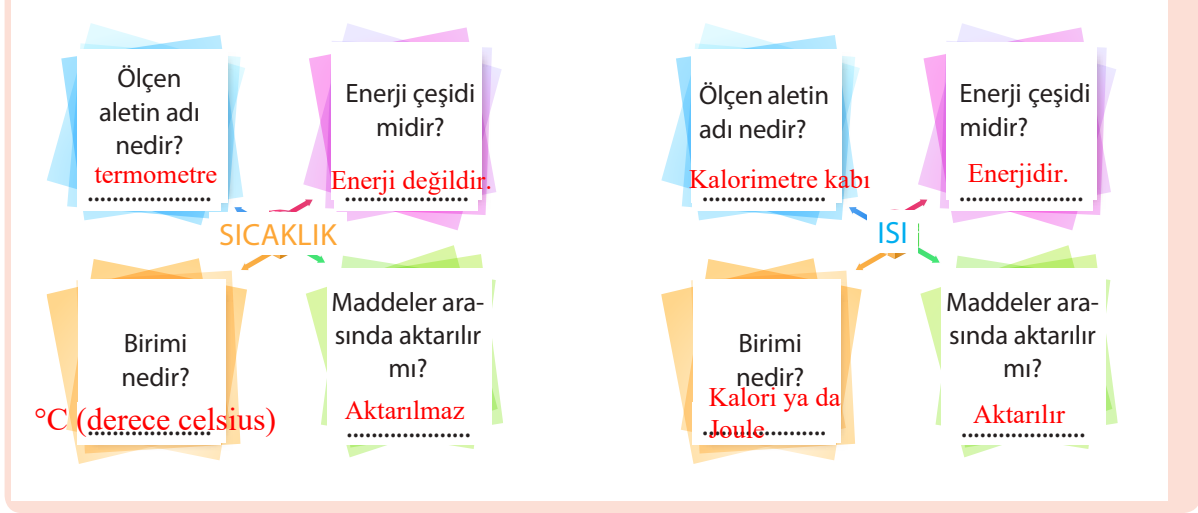 Ölçen
aletin adı
nedir?
termometre
..................
Enerji çeşidi
midir?
Enerji değildir.
..................
SICAKLIK
Birimi
nedir?
°C (derece celsius)
..................
Maddeler ara-
sında aktarılır
mı?
Aktarılmaz
..................
Ölçen aletin
adı nedir?
Kalorimetre kabı
..................
Enerji çeşidi
midir?
Enerjidir.
..................
ISI
Birimi
nedir?
Kalori ya da
Joule
..................
Maddeler ara-
sında aktarılır
mı?
Aktarılır
..................